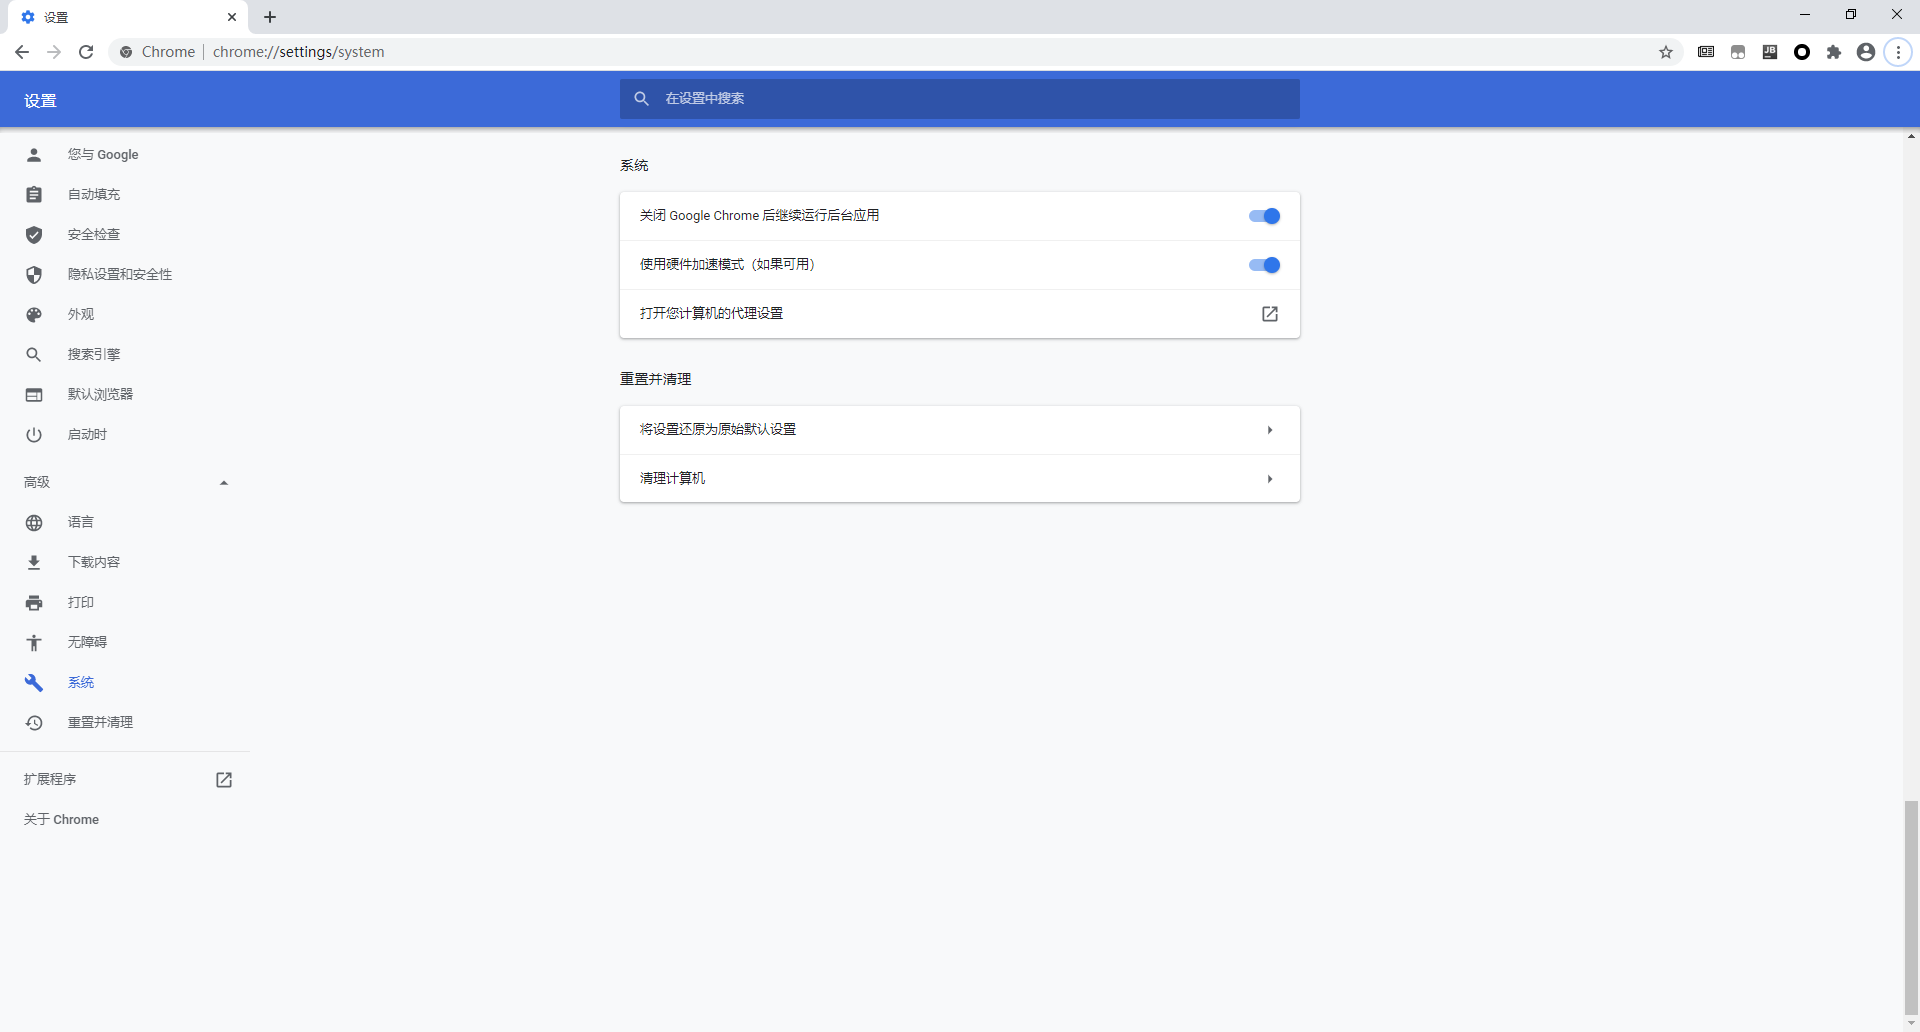 设置
Chrome
chrome://settings/system
JB
设置
在设置中搜索
您与 Google
自动填充
安全检查
隐私设置和安全性
外观
搜索引擎
默认浏览器
启动时
高级
语言
下载内容
打印
无障碍
系统
重置并清理
扩展程序
关于 Chrome
系统
关闭 Google Chrome 后继续运行后台应用
使用硬件加速模式（如果可用）
打开您计算机的代理设置
重置并清理
将设置还原为原始默认设置
清理计算机